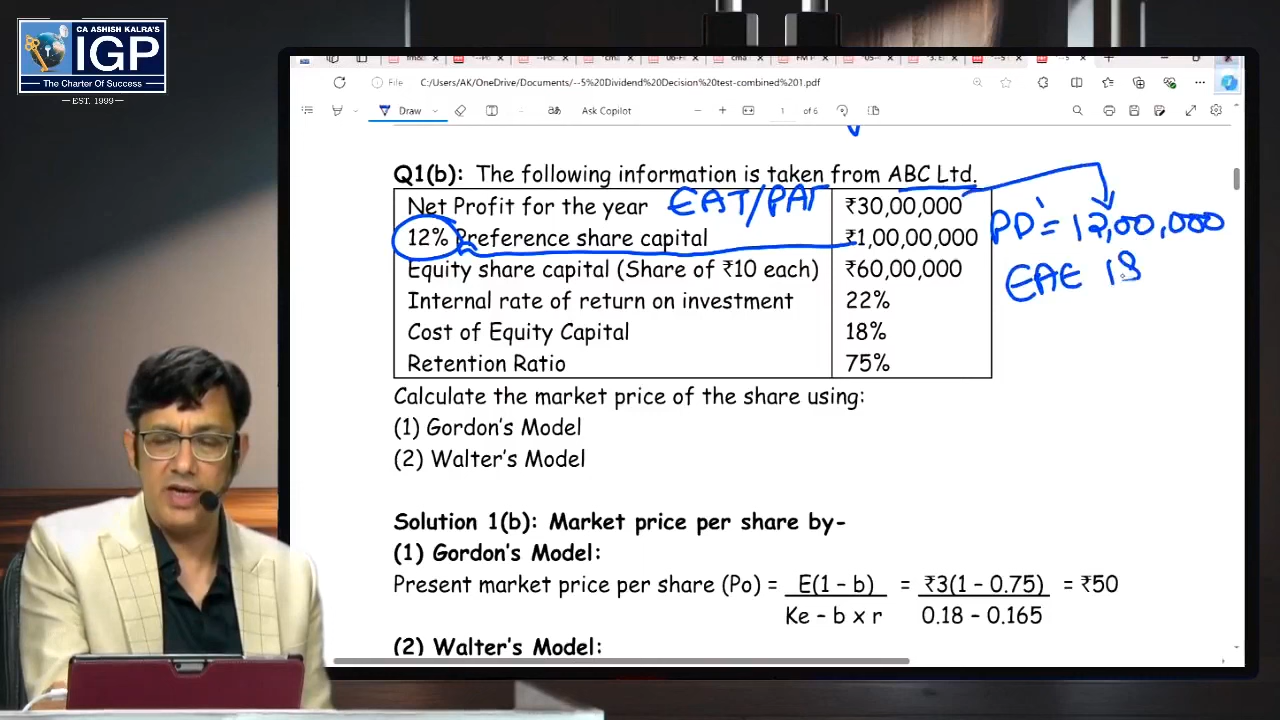 CA ASHISH KALRA'S
IGP
The Charter Of Success
EST. 1999
File
C:/Users/AK/OneDrive/Documents/--5%20Dividend%20Decision%20test-combined%201.pdf
Draw
Ask Copilot
1
of 6
Q1(b): The following information is taken from ABC Ltd.
Net Profit for the year EAT/PAT ₹30,00,000
12% Preference share capital ₹1,00,00,000
PD = 12,00,000
Equity share capital (Share of ₹10 each) ₹60,00,000
EAE 18
Internal rate of return on investment 22%
Cost of Equity Capital 18%
Retention Ratio 75%
Calculate the market price of the share using:
(1) Gordon's Model
(2) Walter's Model
Solution 1(b): Market price per share by-
(1) Gordon's Model:
Present market price per share (Po) = E(1 – b) = ₹3(1 – 0.75) = ₹50
Ke – b x r 0.18 – 0.165
(2) Walter's Model: